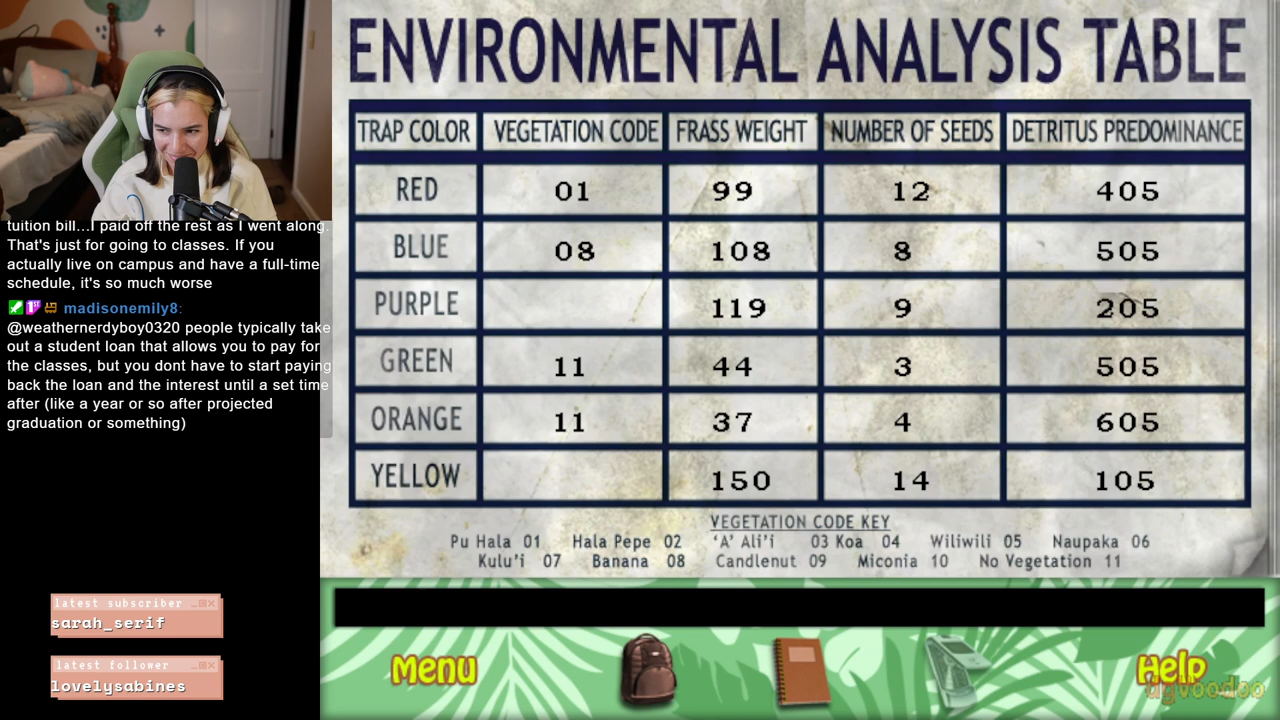 tuition bill...I paid off the rest as I went along.
That's just for going to classes. If you
actually live on campus and have a full-time
schedule, it's so much worse
madisonemily8:
@weathernerdyboy0320 people typically take
out a student loan that allows you to pay for
the classes, but you dont have to start paying
back the loan and the interest until a set time
after (like a year or so after projected
graduation or something)
latest subscriber
sarah_serif
latest follower
lovelysabines
ENVIRONMENTAL ANALYSIS TABLE
TRAP COLOR VEGETATION CODE FRASS WEIGHT NUMBER OF SEEDS DETRITUS PREDOMINANCE
RED 01 99 12 405
BLUE 08 108 8 505
PURPLE 119 9 205
GREEN 11 44 3 505
ORANGE 11 37 4 605
YELLOW 150 14 105
VEGETATION CODE KEY
Pu Hala 01 Hala Pepe 02 'A' Ali'i 03 Koa 04 Wiliwili 05 Naupaka 06
Kulu'i 07 Banana 08 Candlenut 09 Miconia 10 No Vegetation 11
Menu
Help
dgvoodoo